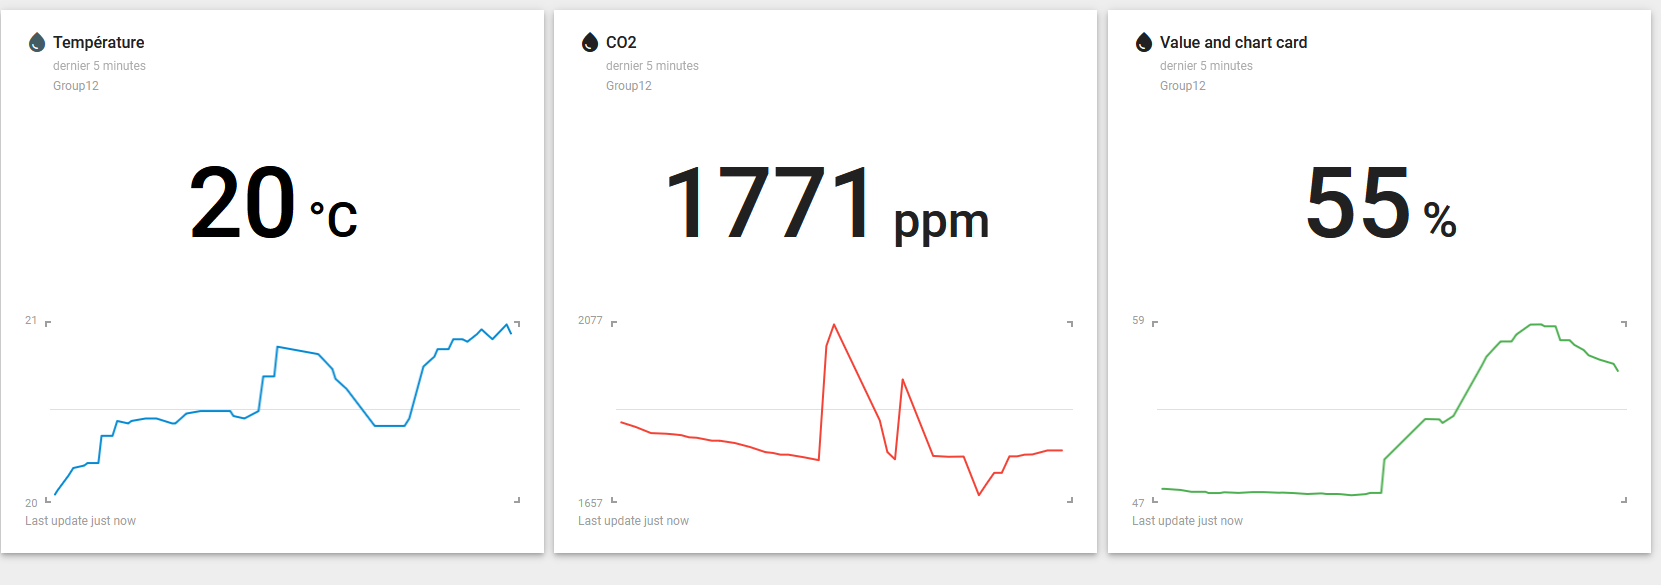 Température
dernier 5 minutes
Group12
20 °C
21
20
Last update just now
CO2
dernier 5 minutes
Group12
1771 ppm
2077
1657
Last update just now
Value and chart card
dernier 5 minutes
Group12
55 %
59
47
Last update just now